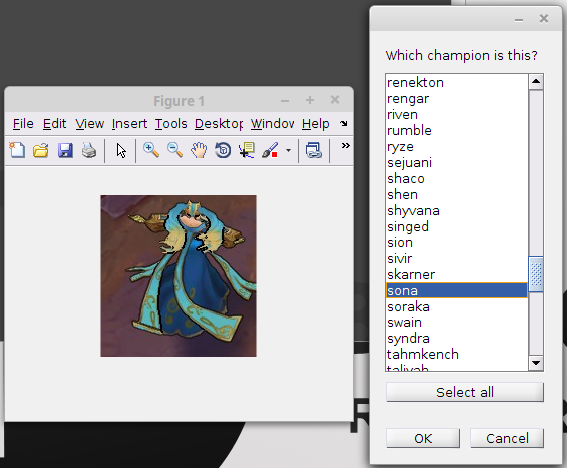 Figure 1
File Edit View Insert Tools Desktop Window Help
Which champion is this?
renekton
rengar
riven
rumble
ryze
sejuani
shaco
shen
shyvana
singed
sion
sivir
skarner
sona
soraka
swain
syndra
tahmkench
taliyah
Select all
OK
Cancel